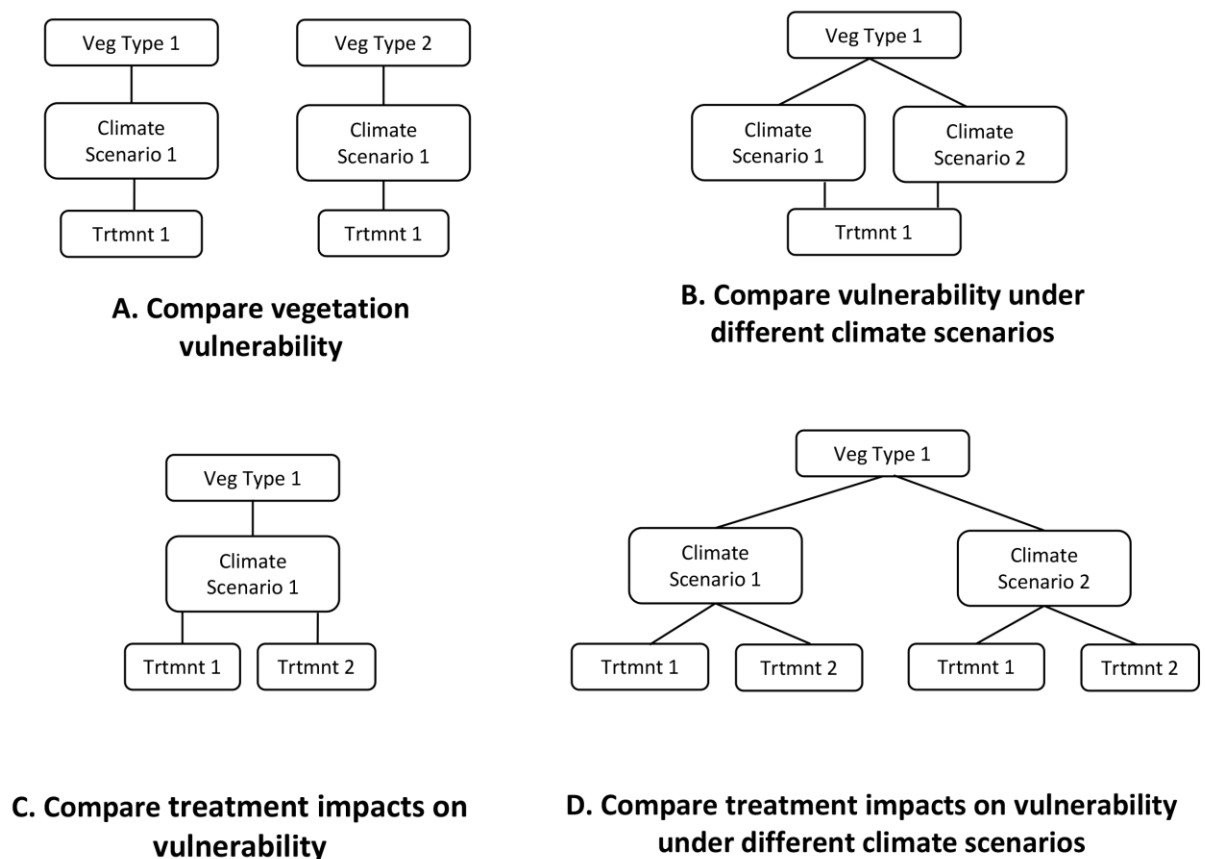 Veg Type 1
Climate
Scenario 1
Trtmnt 1
Veg Type 2
Climate
Scenario 1
Trtmnt 1
A. Compare vegetation
vulnerability
Veg Type 1
Climate
Scenario 1
Climate
Scenario 2
Trtmnt 1
B. Compare vulnerability under
different climate scenarios
Veg Type 1
Climate
Scenario 1
Trtmnt 1
Trtmnt 2
C. Compare treatment impacts on
vulnerability
Veg Type 1
Climate
Scenario 1
Climate
Scenario 2
Trtmnt 1
Trtmnt 2
Trtmnt 1
Trtmnt 2
D. Compare treatment impacts on vulnerability
under different climate scenarios